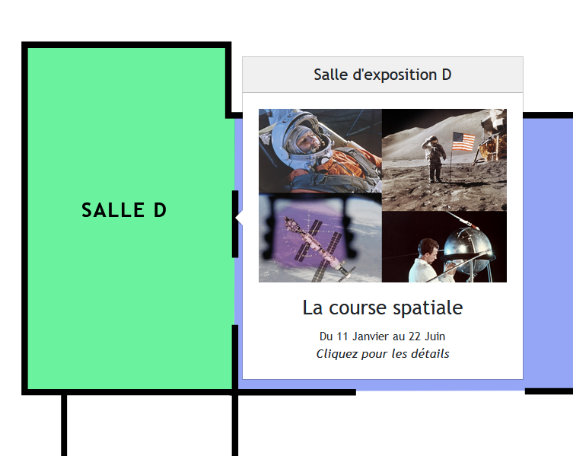 SALLE D
Salle d'exposition D
La course spatiale
Du 11 Janvier au 22 Juin
Cliquez pour les détails